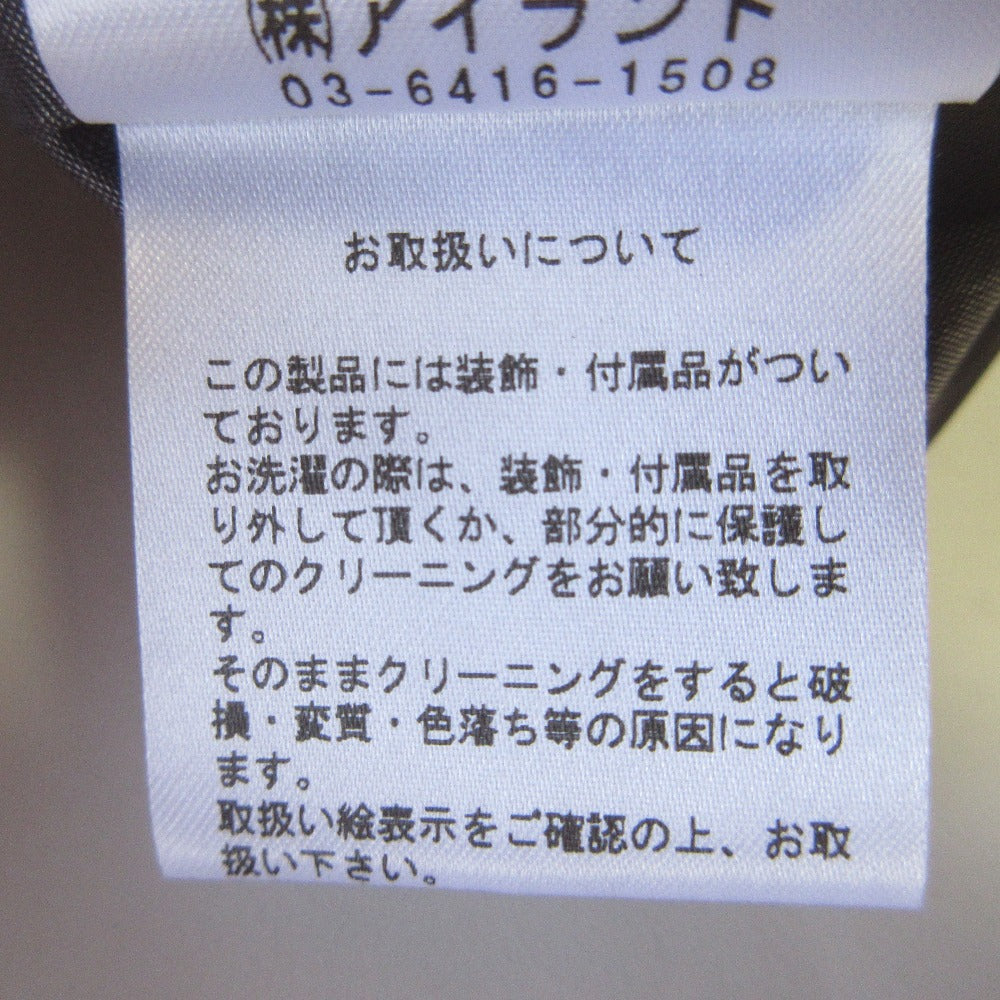 ㈱アイランド
03-6416-1508
お取扱いについて
この製品には装飾・付属品がつい
ております。
お洗濯の際は、装飾・付属品を取
り外して頂くか、部分的に保護し
てのクリーニングをお願い致しま
す。
そのままクリーニングをすると破
損・変質・色落ち等の原因になり
ます。
取扱い絵表示をご確認の上、お取
扱い下さい。